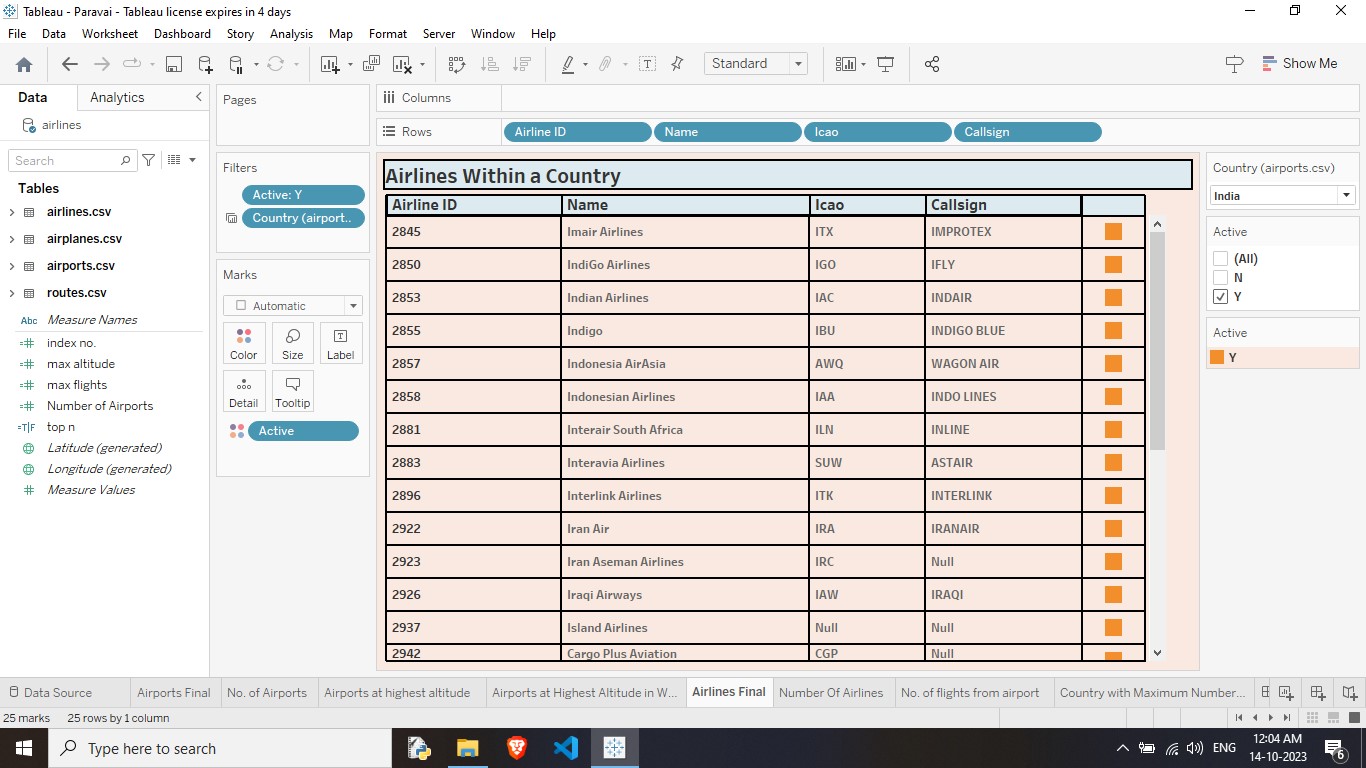 Tableau - Paravai - Tableau license expires in 4 days
File Data Worksheet Dashboard Story Analysis Map Format Server Window Help
Standard
Show Me
Data Analytics
airlines
Search
Tables
airlines.csv
airplanes.csv
airports.csv
routes.csv
Abc Measure Names
=# index no.
=# max altitude
=# max flights
=# Number of Airports
=T|F top n
Latitude (generated)
Longitude (generated)
# Measure Values
Pages
Filters
Active: Y
Country (airport..
Marks
Automatic
Color Size Label
Detail Tooltip
Active
Columns
Rows Airline ID Name Icao Callsign
Airlines Within a Country
Airline ID Name Icao Callsign
2845 Imair Airlines ITX IMPROTEX
2850 IndiGo Airlines IGO IFLY
2853 Indian Airlines IAC INDAIR
2855 Indigo IBU INDIGO BLUE
2857 Indonesia AirAsia AWQ WAGON AIR
2858 Indonesian Airlines IAA INDO LINES
2881 Interair South Africa ILN INLINE
2883 Interavia Airlines SUW ASTAIR
2896 Interlink Airlines ITK INTERLINK
2922 Iran Air IRA IRANAIR
2923 Iran Aseman Airlines IRC Null
2926 Iraqi Airways IAW IRAQI
2937 Island Airlines Null Null
2942 Cargo Plus Aviation CGP Null
Country (airports.csv)
India
Active
(All)
N
Y
Active
Y
Data Source Airports Final No. of Airports Airports at highest altitude Airports at Highest Altitude in W... Airlines Final Number Of Airlines No. of flights from airport Country with Maximum Number...
25 marks 25 rows by 1 column
Type here to search
ENG
12:04 AM
14-10-2023
6